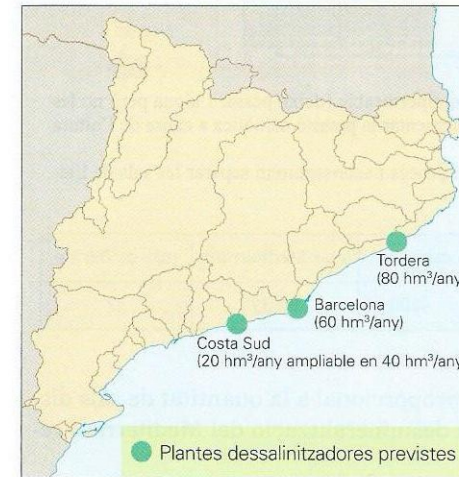 Tordera
(80 hm³/any)
Barcelona
(60 hm³/any)
Costa Sud
(20 hm³/any ampliable en 40 hm³/any
Plantes dessalinitzadores previstes